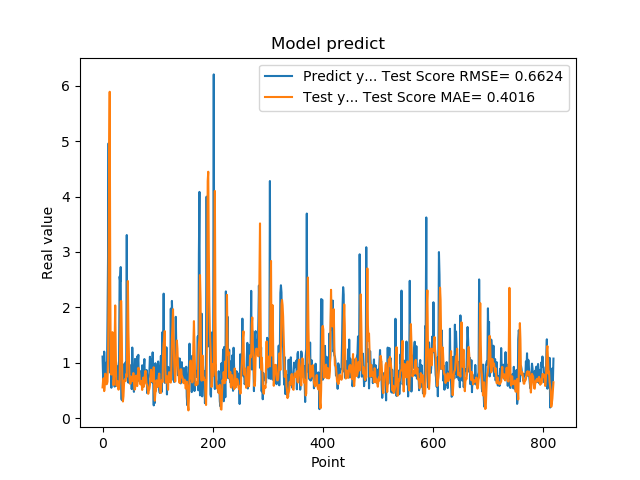 Model predict
Predict y... Test Score RMSE= 0.6624
Test y... Test Score MAE= 0.4016
Real value
6
5
4
3
2
1
0
0 200 400 600 800
Point